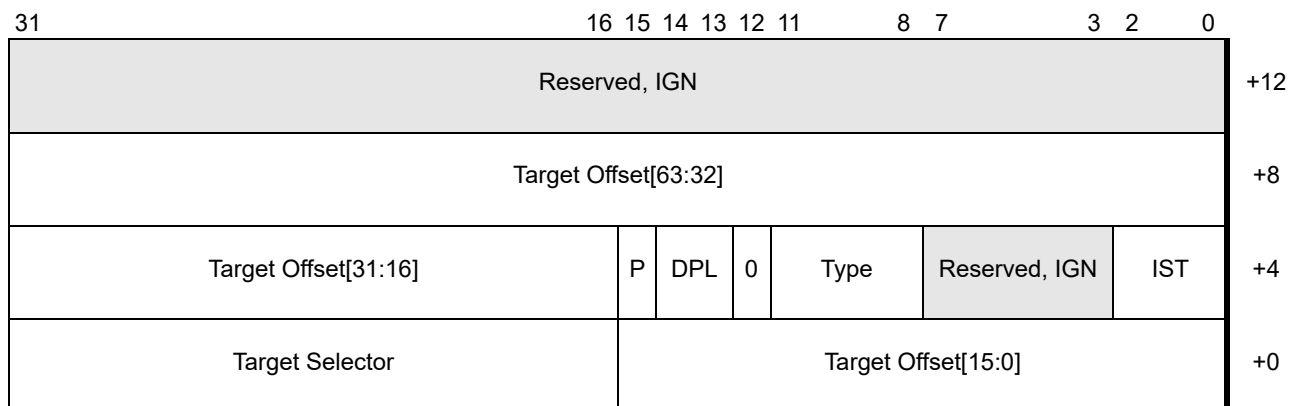 31 16 15 14 13 12 11 8 7 3 2 0
Reserved, IGN +12
Target Offset[63:32] +8
Target Offset[31:16] P DPL 0 Type Reserved, IGN IST +4
Target Selector Target Offset[15:0] +0